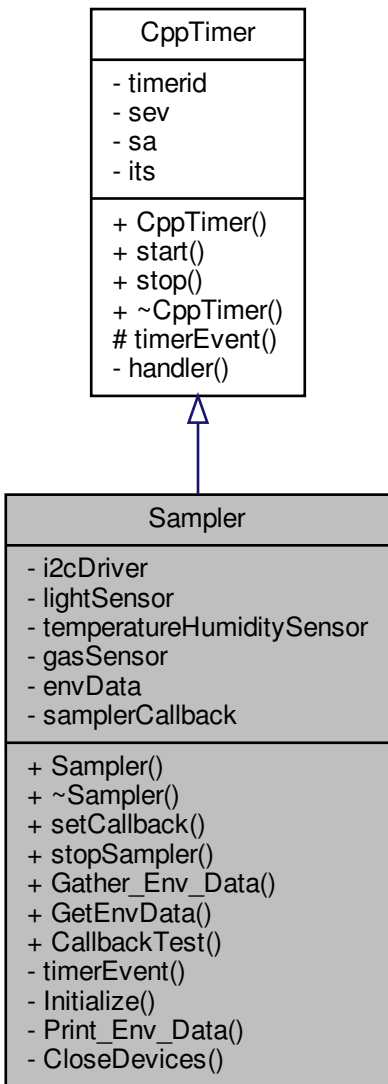 CppTimer
- timerid
- sev
- sa
- its
+ CppTimer()
+ start()
+ stop()
+ ~CppTimer()
# timerEvent()
- handler()
Sampler
- i2cDriver
- lightSensor
- temperatureHumiditySensor
- gasSensor
- envData
- samplerCallback
+ Sampler()
+ ~Sampler()
+ setCallback()
+ stopSampler()
+ Gather_Env_Data()
+ GetEnvData()
+ CallbackTest()
- timerEvent()
- Initialize()
- Print_Env_Data()
- CloseDevices()